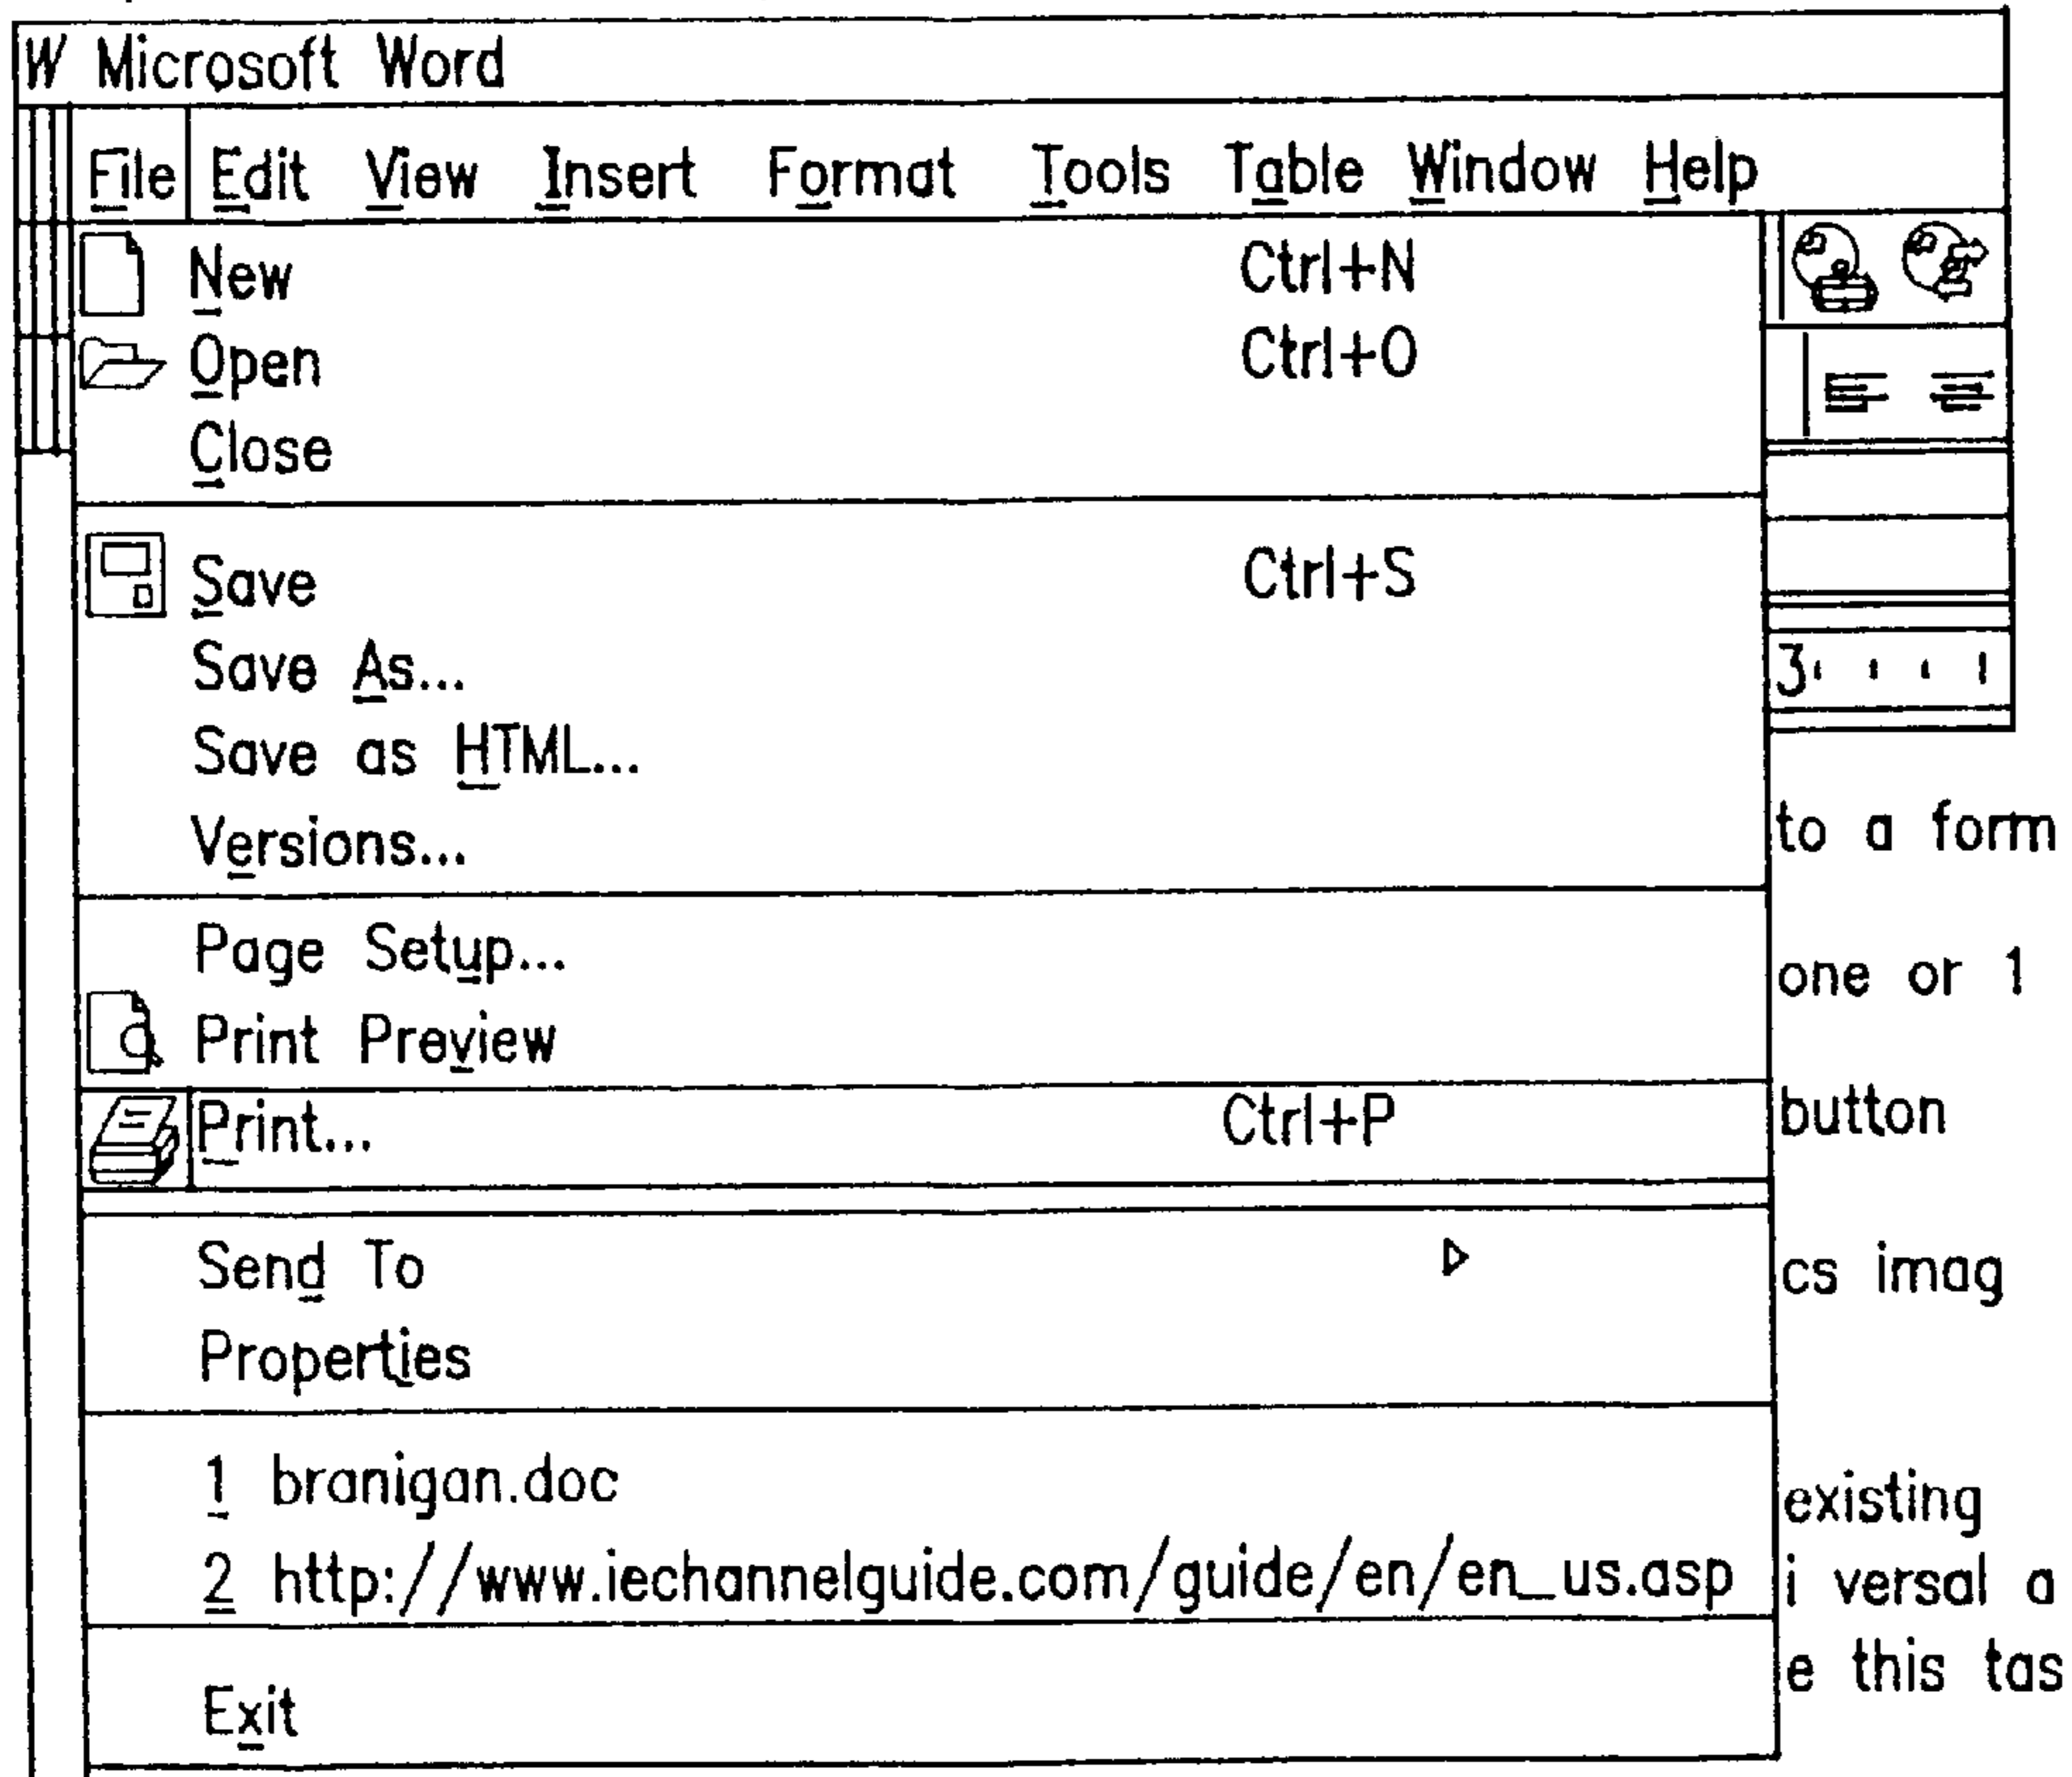 W Microsoft Word
File Edit View Insert Format Tools Table Window Help
New Ctrl+N
Open Ctrl+O
Close
Save Ctrl+S
Save As...
3
Save as HTML...
Versions...
to a form
Page Setup...
one or 1
Print Preview
Print... Ctrl+P
button
Send To
cs imag
Properties
1 branigan.doc
existing
2 http://www.iechannelguide.com/guide/en/en_us.asp
i versal a
e this tas
Exit